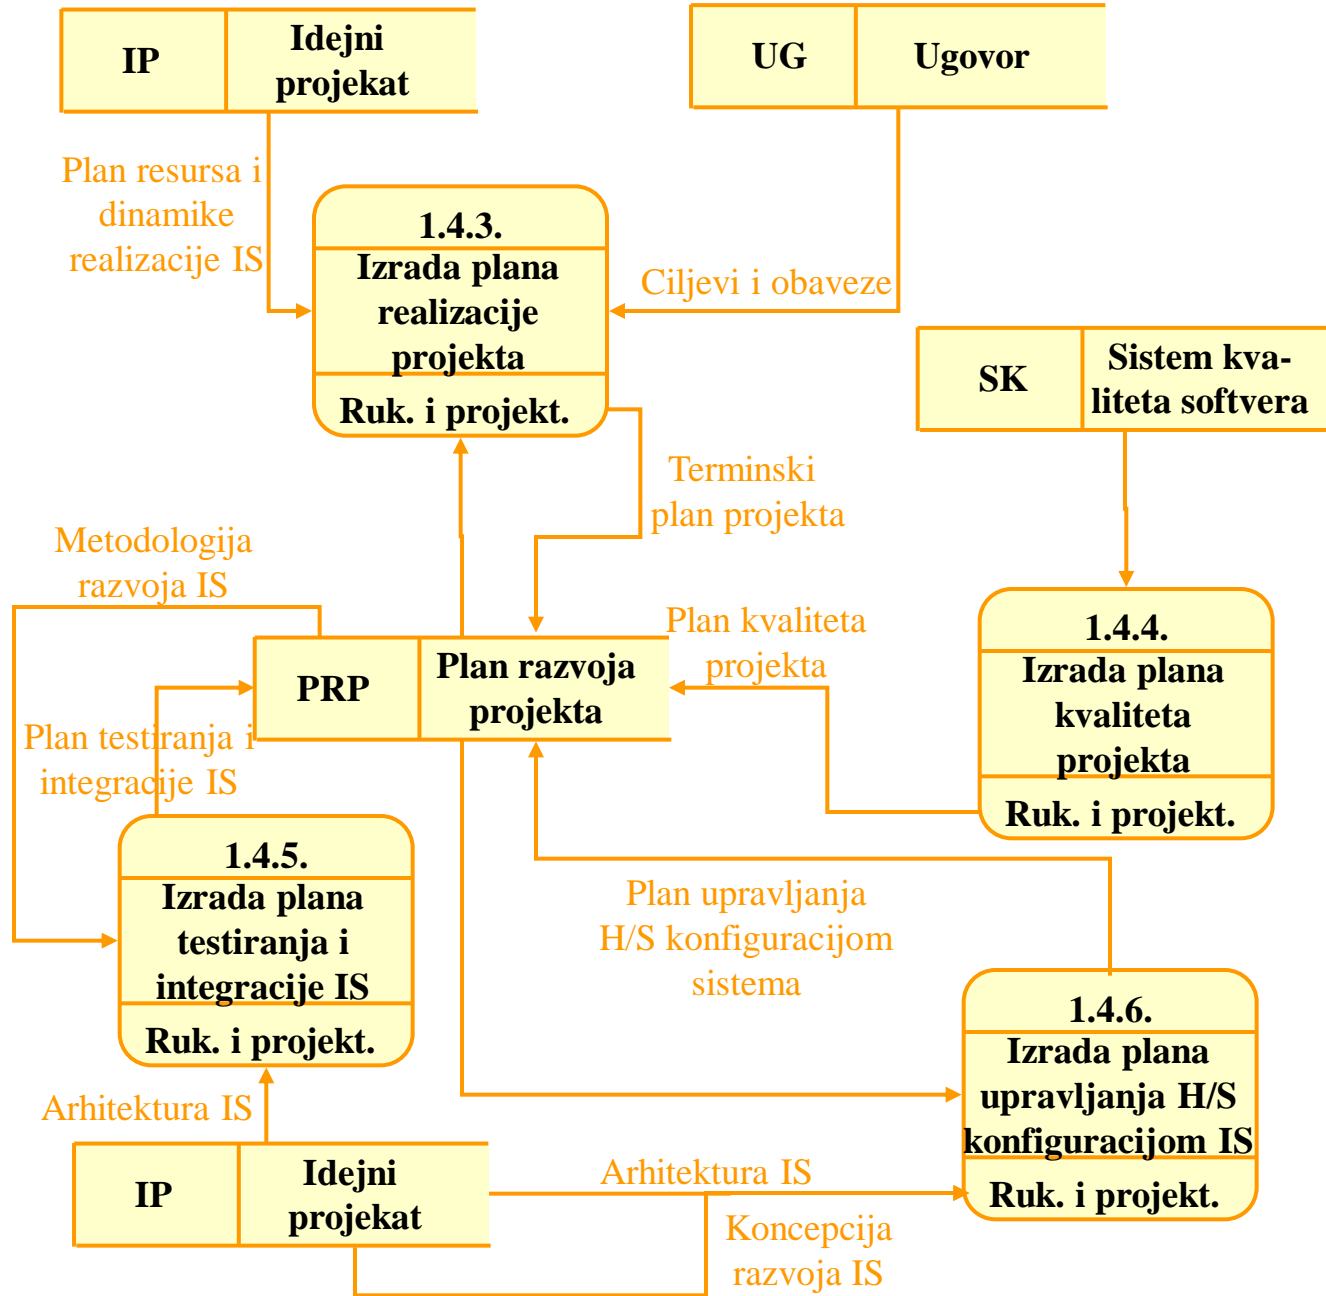 IP
Idejni
projekat
UG
Ugovor
Plan resursa i
dinamike
realizacije IS
1.4.3.
Izrada plana
realizacije
projekta
Ruk. i projekt.
Ciljevi i obaveze
SK
Sistem kva-
liteta softvera
Terminski
plan projekta
Metodologija
razvoja IS
PRP
Plan razvoja
projekta
Plan kvaliteta
projekta
1.4.4.
Izrada plana
kvaliteta
projekta
Ruk. i projekt.
Plan testiranja i
integracije IS
1.4.5.
Izrada plana
testiranja i
integracije IS
Ruk. i projekt.
Plan upravljanja
H/S konfiguracijom
sistema
1.4.6.
Izrada plana
upravljanja H/S
konfiguracijom IS
Ruk. i projekt.
Arhitektura IS
IP
Idejni
projekat
Arhitektura IS
Koncepcija
razvoja IS